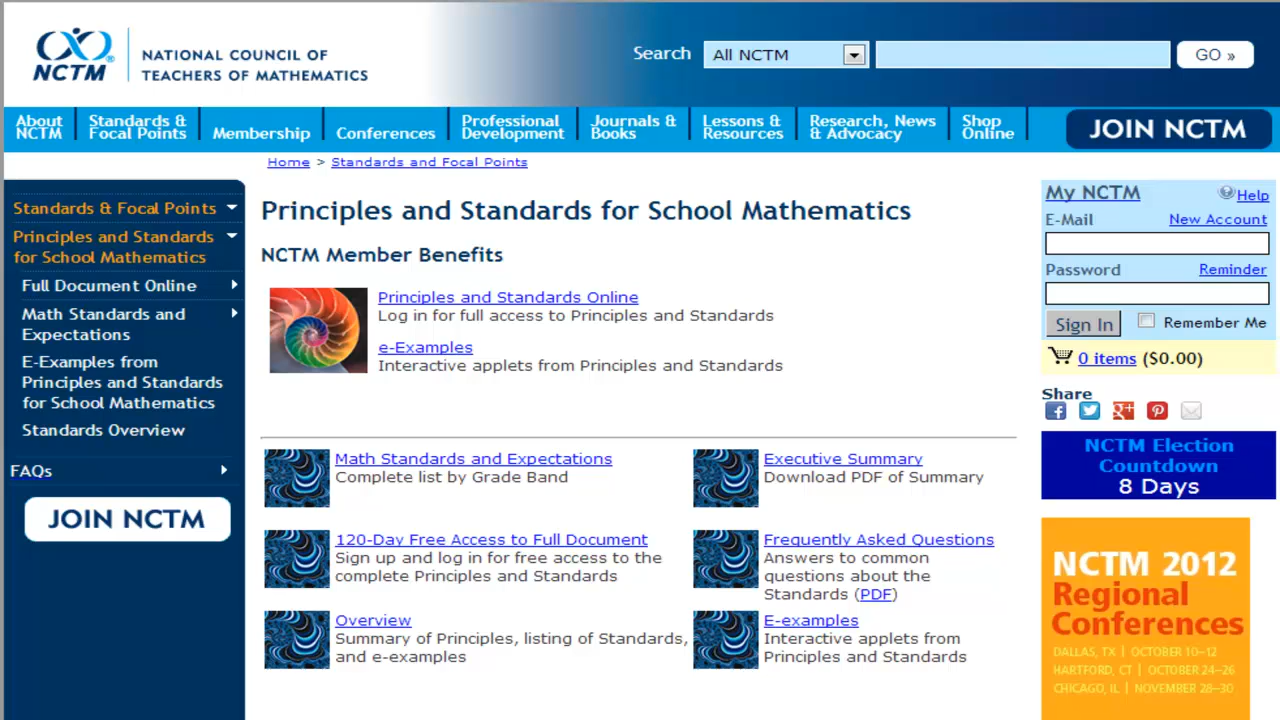 NCTM
NATIONAL COUNCIL OF
TEACHERS OF MATHEMATICS
Search
All NCTM
GO »
About
NCTM
Standards &
Focal Points
Membership
Conferences
Professional
Development
Journals &
Books
Lessons &
Resources
Research, News
& Advocacy
Shop
Online
JOIN NCTM
Home > Standards and Focal Points
Standards & Focal Points
Principles and Standards
for School Mathematics
Full Document Online
Math Standards and
Expectations
E-Examples from
Principles and Standards
for School Mathematics
Standards Overview
FAQs
JOIN NCTM
Principles and Standards for School Mathematics
NCTM Member Benefits
Principles and Standards Online
Log in for full access to Principles and Standards
e-Examples
Interactive applets from Principles and Standards
Math Standards and Expectations
Complete list by Grade Band
Executive Summary
Download PDF of Summary
120-Day Free Access to Full Document
Sign up and log in for free access to the
complete Principles and Standards
Frequently Asked Questions
Answers to common
questions about the
Standards (PDF)
Overview
Summary of Principles, listing of Standards,
and e-examples
E-examples
Interactive applets from
Principles and Standards
My NCTM
Help
E-Mail
New Account
Password
Reminder
Sign In
Remember Me
0 items ($0.00)
Share
NCTM Election
Countdown
8 Days
NCTM 2012
Regional
Conferences
DALLAS, TX | OCTOBER 10–12
HARTFORD, CT | OCTOBER 24–26
CHICAGO, IL | NOVEMBER 28–30